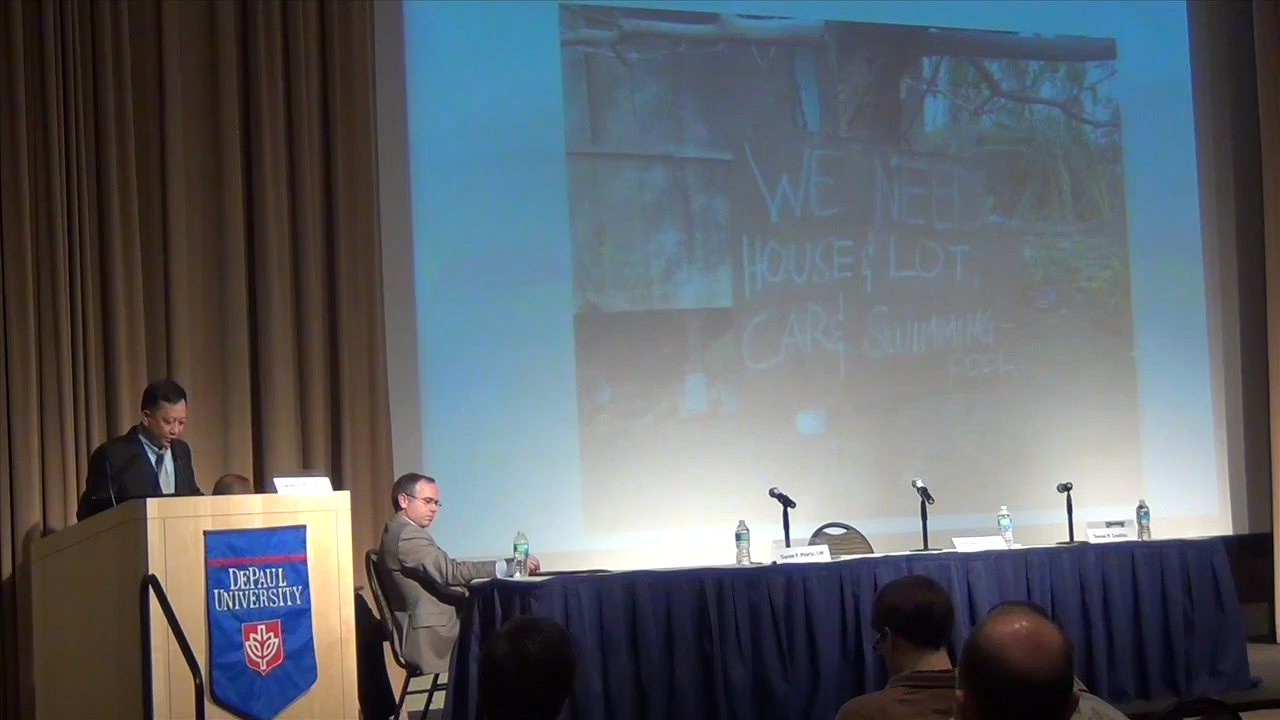 WE NEED
HOUSE & LOT,
CAR & SWIMMING-
POOL
DEPAUL
UNIVERSITY